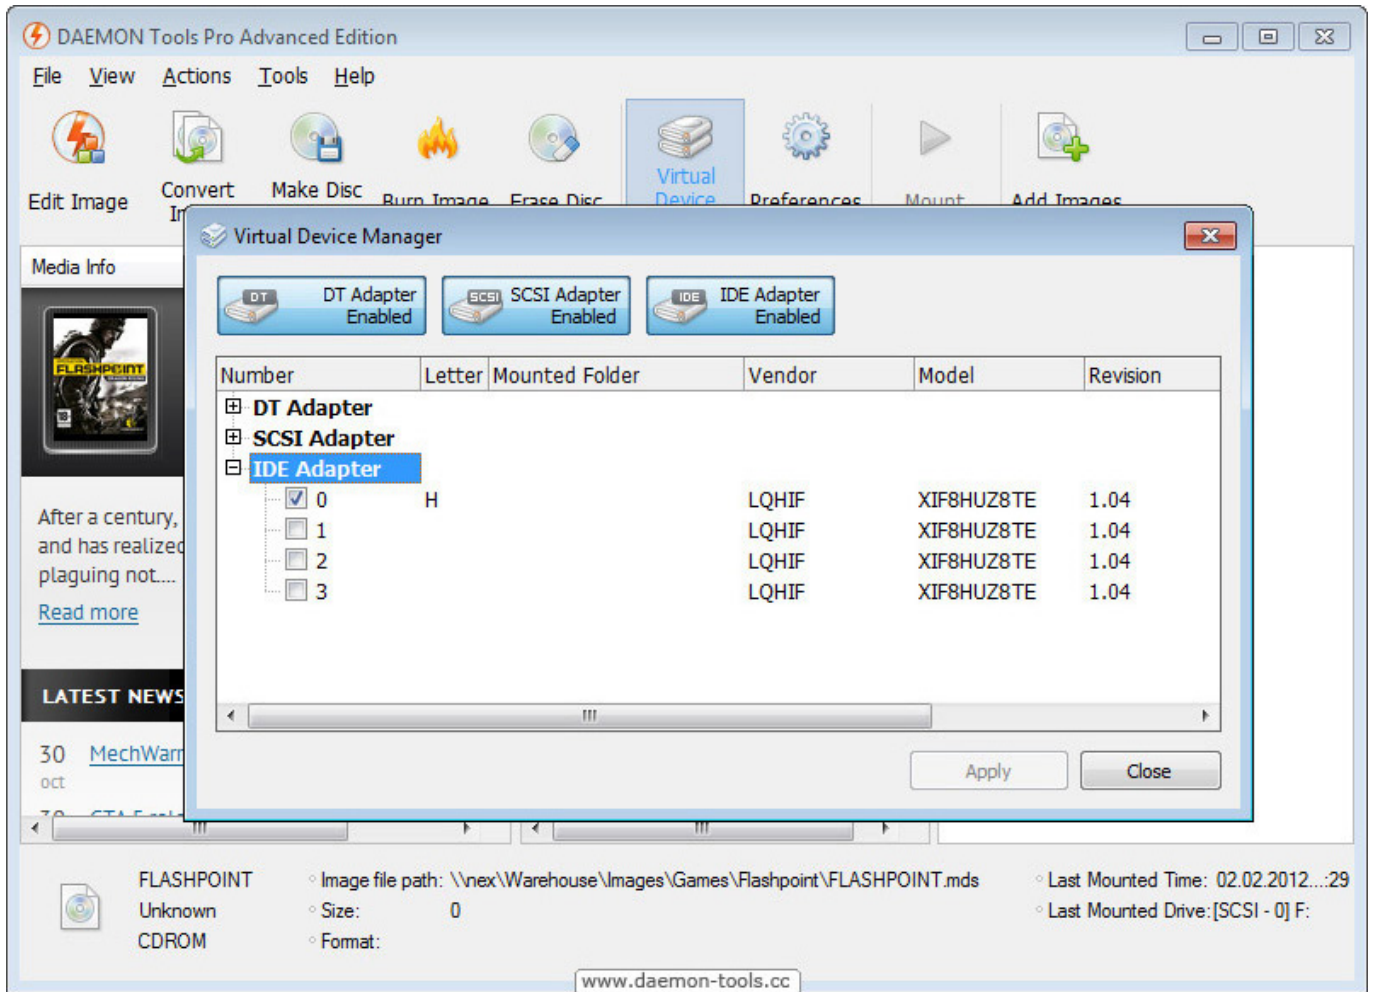 DAEMON Tools Pro Advanced Edition
File View Actions Tools Help
Edit Image
Convert
Make Disc
Burn Image
Erase Disc
Virtual
Device
Preferences
Mount
Add Images
Media Info
FLASHPOINT
18
After a century,
and has realized
plaguing not....
Read more
LATEST NEWS
30 MechWarr
oct
Virtual Device Manager
DT
DT Adapter
Enabled
SCSI
SCSI Adapter
Enabled
IDE
IDE Adapter
Enabled
Number Letter Mounted Folder Vendor Model Revision
DT Adapter
SCSI Adapter
IDE Adapter
0 H LQHIF XIF8HUZ8TE 1.04
1 LQHIF XIF8HUZ8TE 1.04
2 LQHIF XIF8HUZ8TE 1.04
3 LQHIF XIF8HUZ8TE 1.04
Apply Close
FLASHPOINT Image file path: \\nex\Warehouse\Images\Games\Flashpoint\FLASHPOINT.mds Last Mounted Time: 02.02.2012...:29
Unknown Size: 0 Last Mounted Drive: [SCSI - 0] F:
CDROM Format:
www.daemon-tools.cc